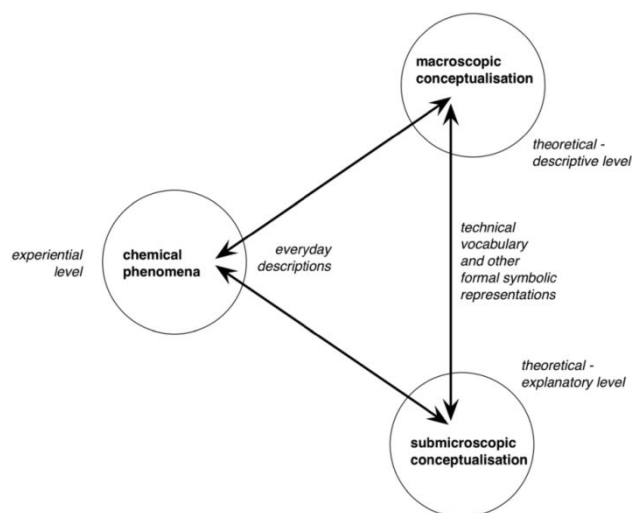 macroscopic
conceptualisation
theoretical -
descriptive level
experiential
level
chemical
phenomena
everyday
descriptions
technical
vocabulary
and other
formal symbolic
representations
theoretical -
explanatory level
submicroscopic
conceptualisation